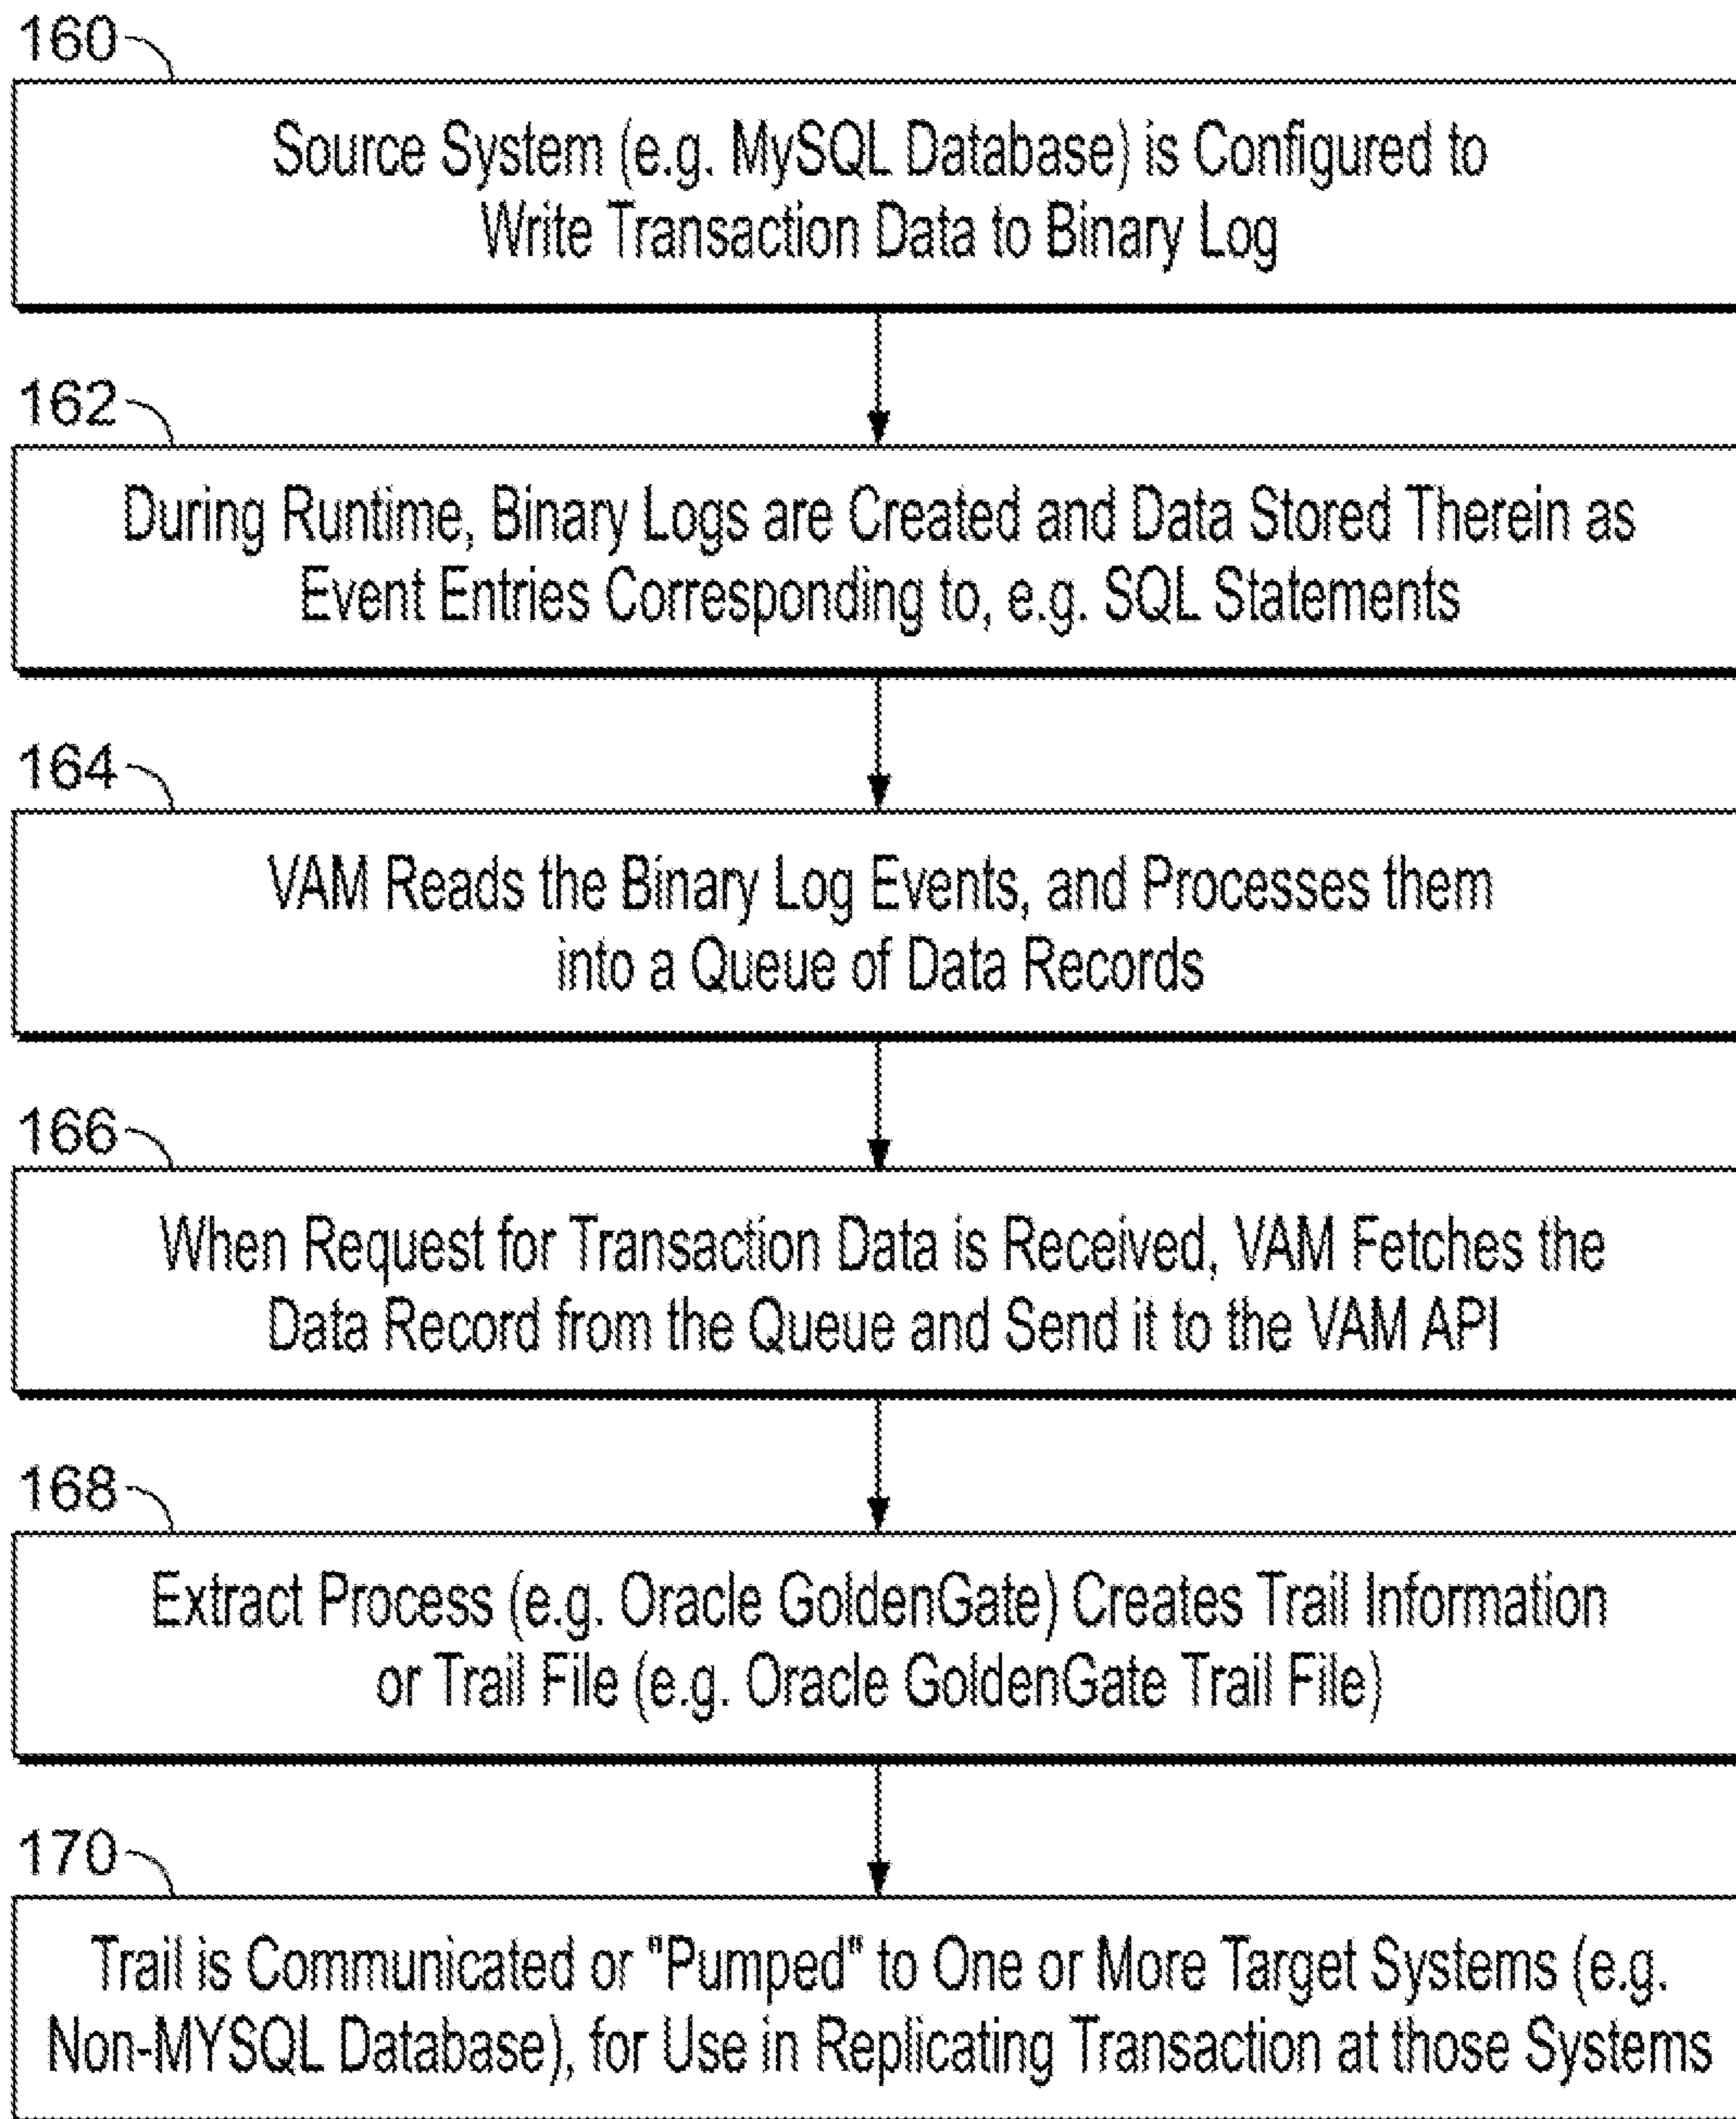 160
Source System (e.g. MySQL Database) is Configured to
Write Transaction Data to Binary Log
162
During Runtime, Binary Logs are Created and Data Stored Therein as
Event Entries Corresponding to, e.g. SQL Statements
164
VAM Reads the Binary Log Events, and Processes them
into a Queue of Data Records
166
When Request for Transaction Data is Received, VAM Fetches the
Data Record from the Queue and Send it to the VAM API
168
Extract Process (e.g. Oracle GoldenGate) Creates Trail Information
or Trail File (e.g. Oracle GoldenGate Trail File)
170
Trail is Communicated or "Pumped" to One or More Target Systems (e.g.
Non-MYSQL Database), for Use in Replicating Transaction at those Systems